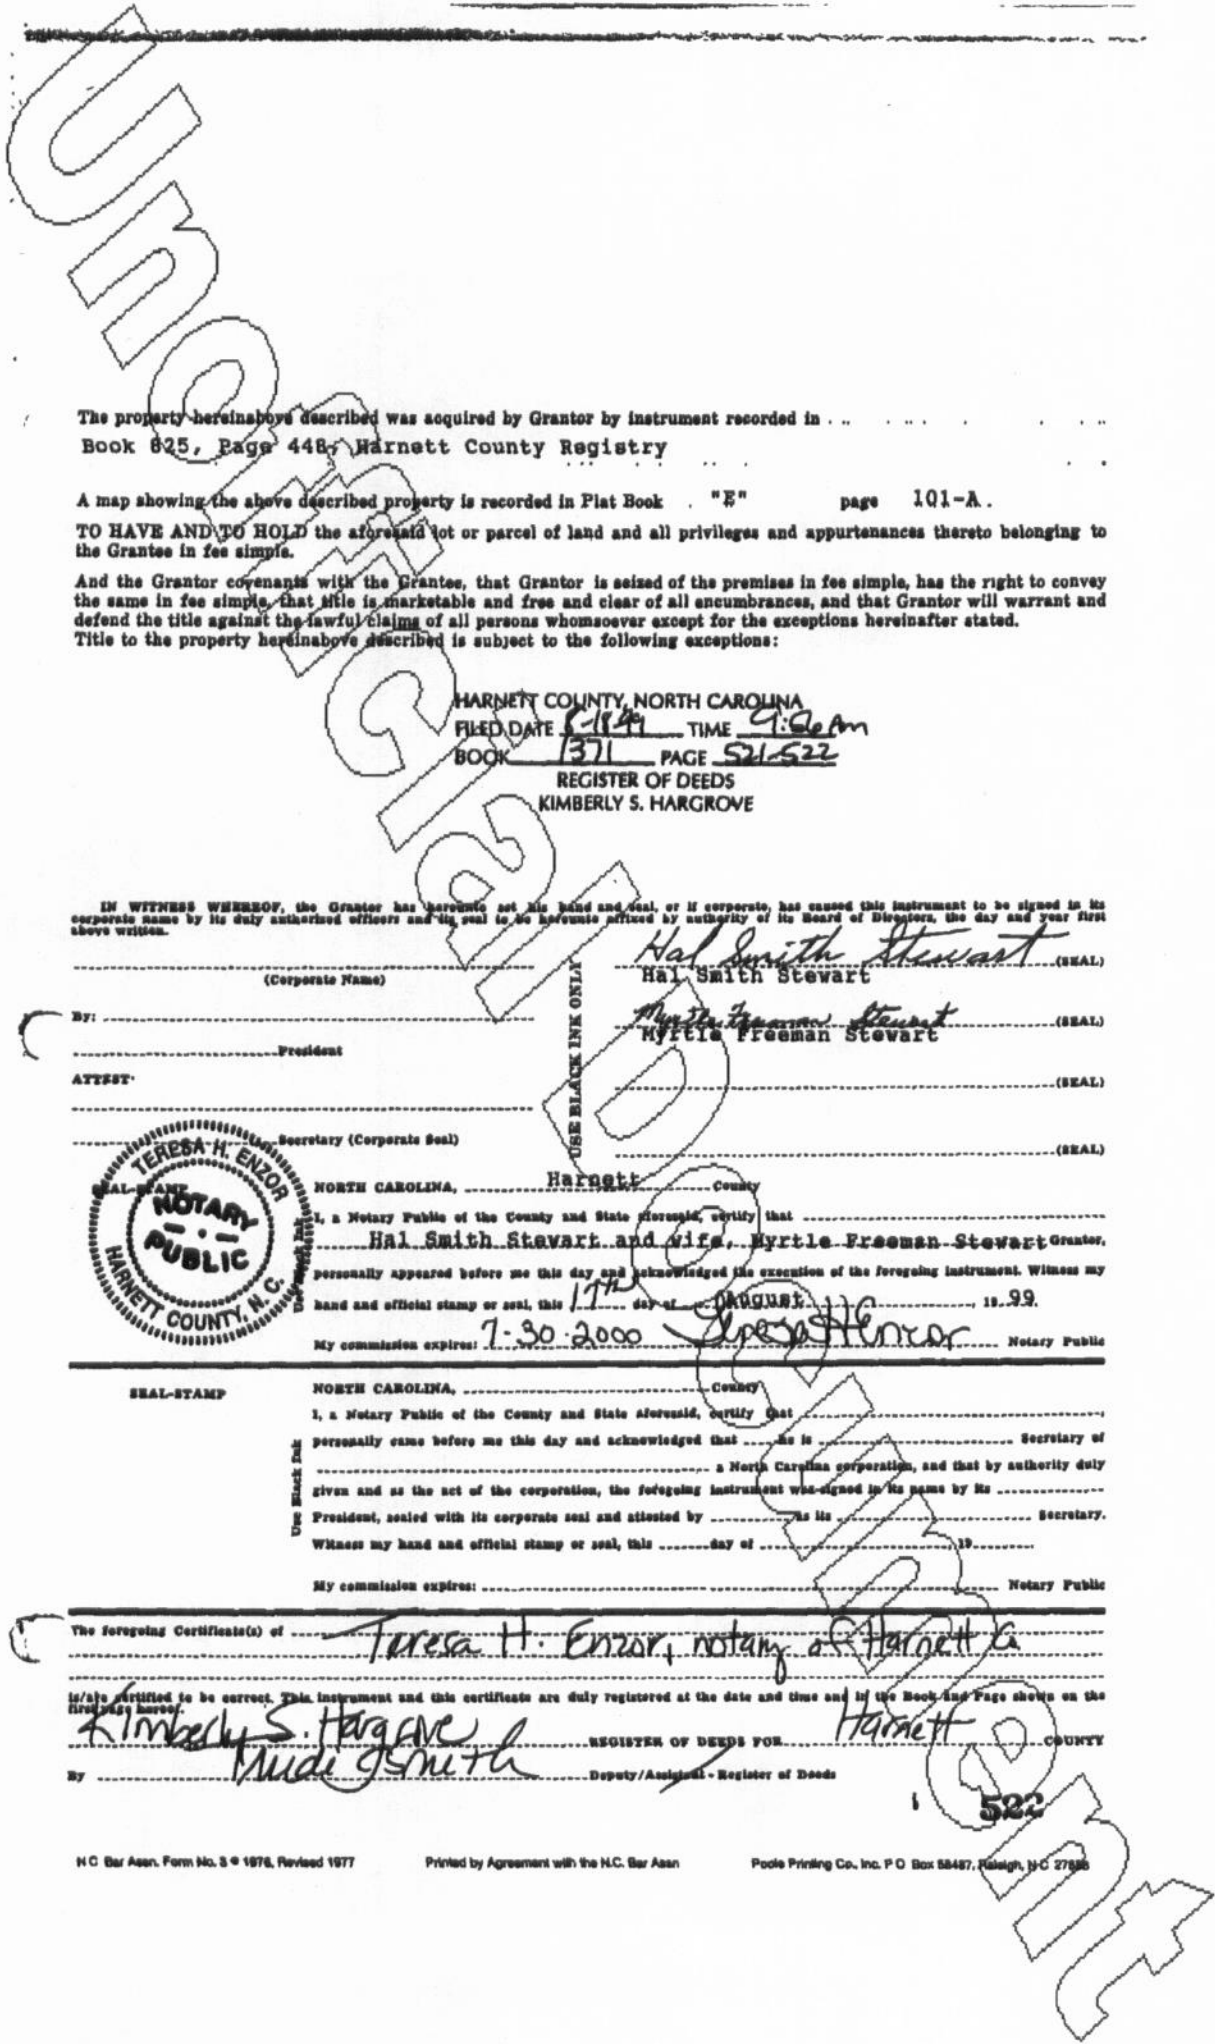 The property hereinabove described was acquired by Grantor by instrument recorded in
Book 825, Page 448, Harnett County Registry
A map showing the above described property is recorded in Plat Book "E" page 101-A.
TO HAVE AND TO HOLD the aforesaid lot or parcel of land and all privileges and appurtenances thereto belonging to
the Grantee in fee simple.
And the Grantor covenants with the Grantee, that Grantor is seized of the premises in fee simple, has the right to convey
the same in fee simple, that title is marketable and free and clear of all encumbrances, and that Grantor will warrant and
defend the title against the lawful claims of all persons whomsoever except for the exceptions hereinafter stated.
Title to the property hereinabove described is subject to the following exceptions:
HARNETT COUNTY, NORTH CAROLINA
FILED DATE 8-18-99 TIME 9:06 Am
BOOK 1371 PAGE 521-522
REGISTER OF DEEDS
KIMBERLY S. HARGROVE
IN WITNESS WHEREOF, the Grantor has hereunto set his hand and seal, or if corporate, has caused this instrument to be signed in its
corporate name by its duly authorized officers and its seal to be hereunto affixed by authority of its Board of Directors, the day and year first
above written.
Hal Smith Stewart (SEAL)
(Corporate Name) Hal Smith Stewart
By: Myrtle Freeman Stewart (SEAL)
Myrtle Freeman Stewart
President
ATTEST: (SEAL)
Secretary (Corporate Seal) (SEAL)
USE BLACK INK ONLY
TERESA H. ENZOR
NOTARY
PUBLIC
HARNETT COUNTY, N. C.
SEAL-STAMP
Use Black Ink
NORTH CAROLINA, Harnett County
I, a Notary Public of the County and State aforesaid, certify that
Hal Smith Stewart and wife, Myrtle Freeman Stewart Grantor,
personally appeared before me this day and acknowledged the execution of the foregoing instrument. Witness my
hand and official stamp or seal, this 17th day of August, 19 99.
My commission expires: 7-30-2000 Teresa H Enzor Notary Public
SEAL-STAMP
Use Black Ink
NORTH CAROLINA, County
I, a Notary Public of the County and State aforesaid, certify that ,
personally came before me this day and acknowledged that he is Secretary of
a North Carolina corporation, and that by authority duly
given and as the act of the corporation, the foregoing instrument was signed in its name by its
President, sealed with its corporate seal and attested by as its Secretary.
Witness my hand and official stamp or seal, this day of , 19
My commission expires: Notary Public
The foregoing Certificate(s) of Teresa H. Enzor, notary of Harnett Co.
is/are certified to be correct. This instrument and this certificate are duly registered at the date and time and in the Book and Page shown on the
first page hereof.
Kimberly S. Hargrove REGISTER OF DEEDS FOR Harnett COUNTY
By Deputy/Assistant - Register of Deeds
522
N C Bar Assn. Form No. 3 © 1976, Revised 1977 Printed by Agreement with the N.C. Bar Assn Poole Printing Co., Inc. P O Box 58487, Raleigh, N C
Unofficial Document